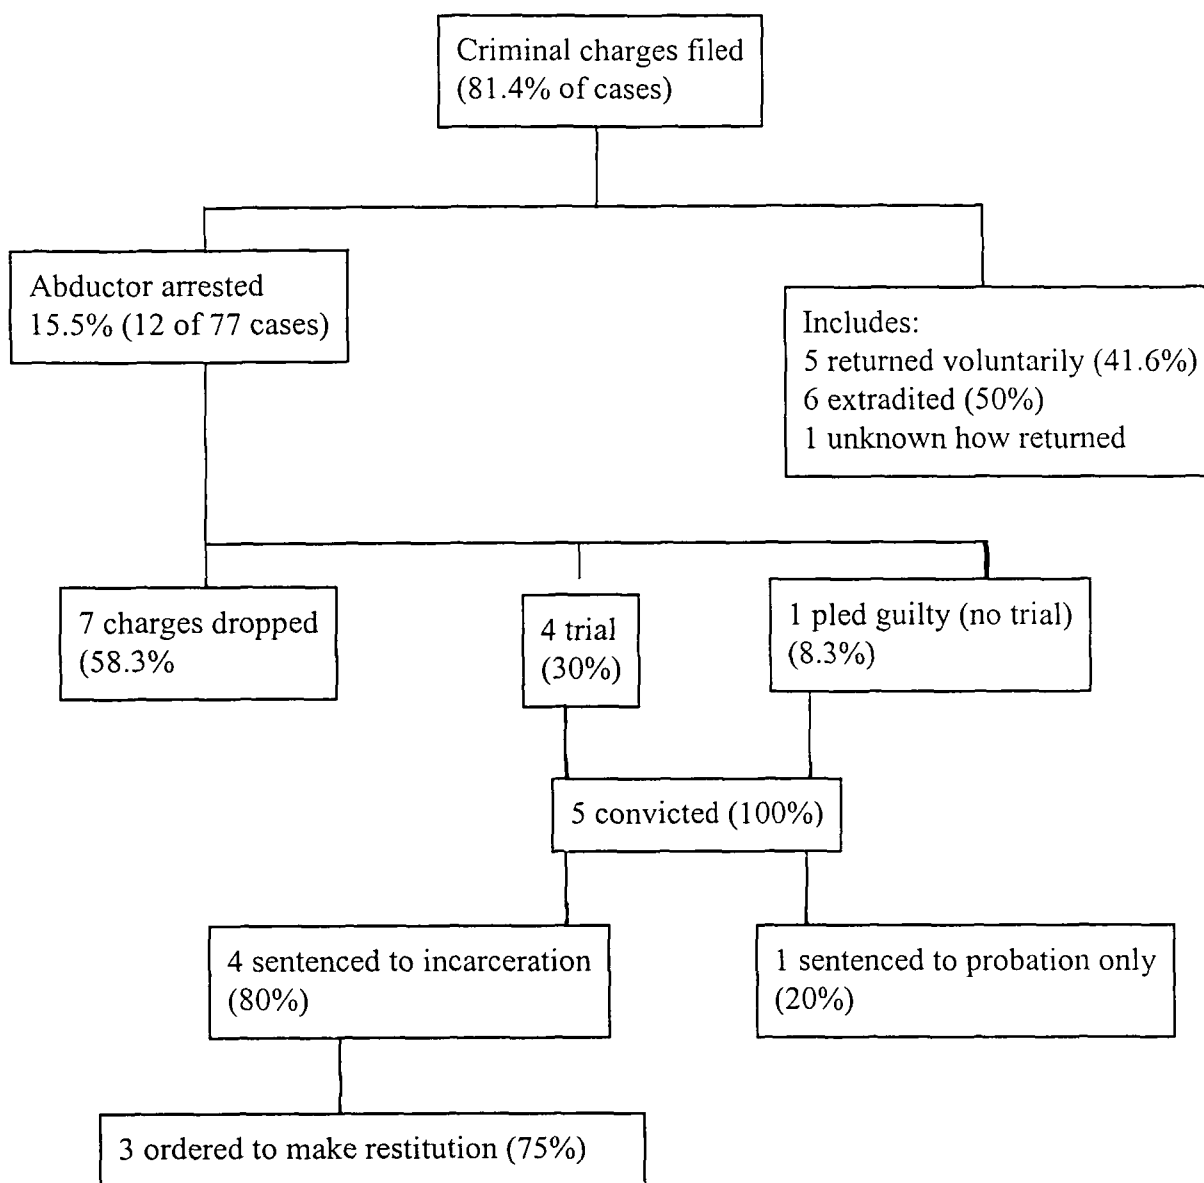 Criminal charges filed
(81.4% of cases)
Abductor arrested
15.5% (12 of 77 cases)
Includes:
5 returned voluntarily (41.6%)
6 extradited (50%)
1 unknown how returned
7 charges dropped
(58.3%
4 trial
(30%)
1 pled guilty (no trial)
(8.3%)
5 convicted (100%)
4 sentenced to incarceration
(80%)
1 sentenced to probation only
(20%)
3 ordered to make restitution (75%)